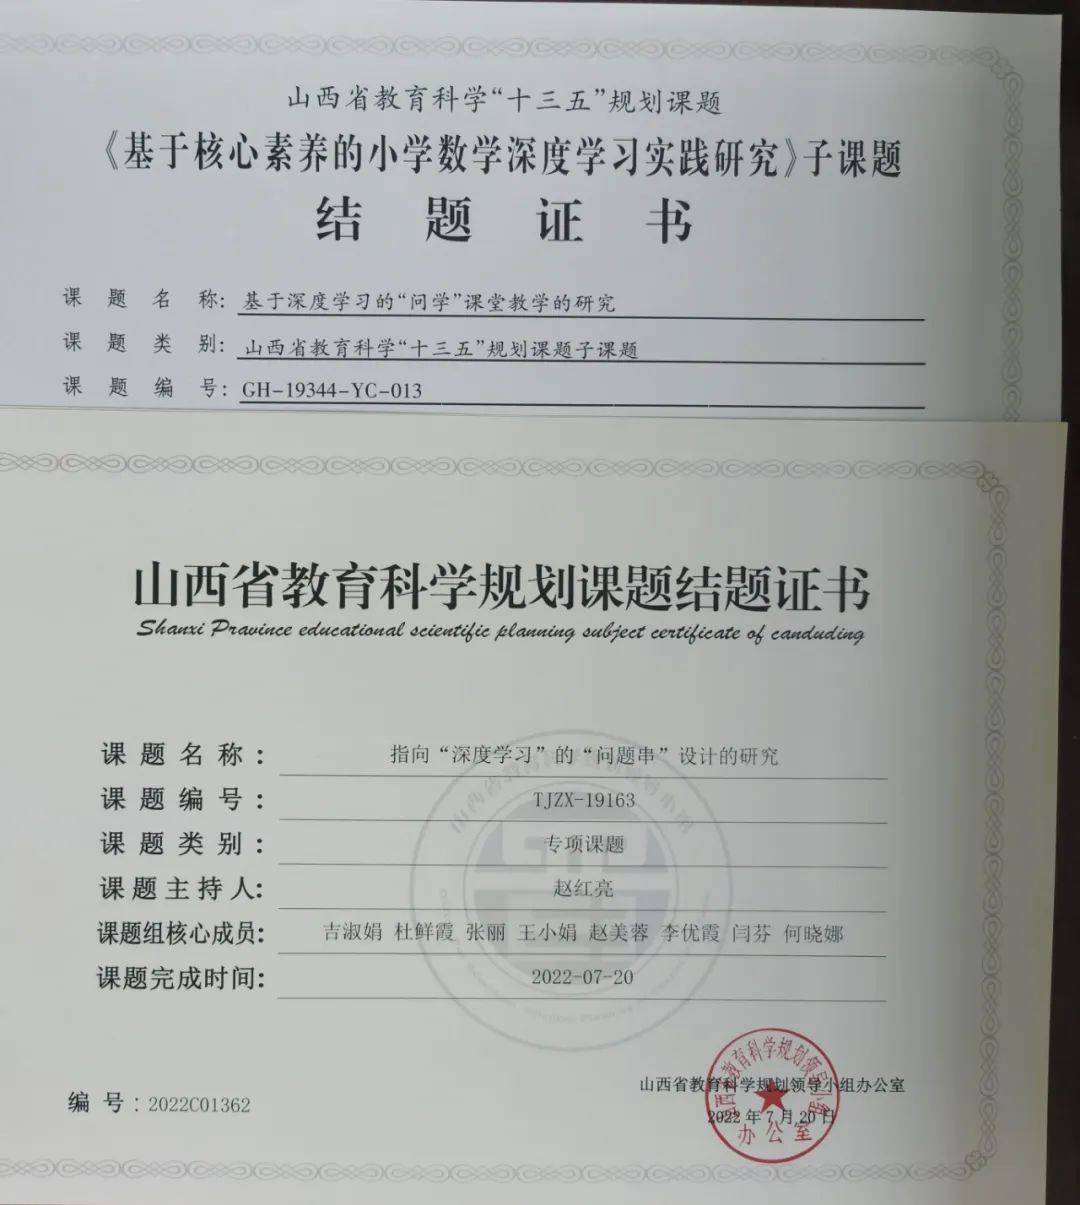 山西省教育科学“十三五”规划课题
《基于核心素养的小学数学深度学习实践研究》子课题
结题证书
课题名称：基于深度学习的“问学”课堂教学的研究
课题类别：山西省教育科学“十三五”规划课题子课题
课题编号：GH-19344-YC-013
山西省教育科学规划课题结题证书
Shanxi Pravince educational scientific planning subject certificate of canduding
课题名称：指向“深度学习”的“问题串”设计的研究
课题编号：TJZX-19163
课题类别：专项课题
课题主持人：赵红亮
课题组核心成员：吉淑娟 杜鲜霞 张丽 王小娟 赵美蓉 李优霞 闫芬 何晓娜
课题完成时间：2022-07-20
山西省教育科学规划领导小组办公室
2022年7月20日
办公室
编号：2022C01362